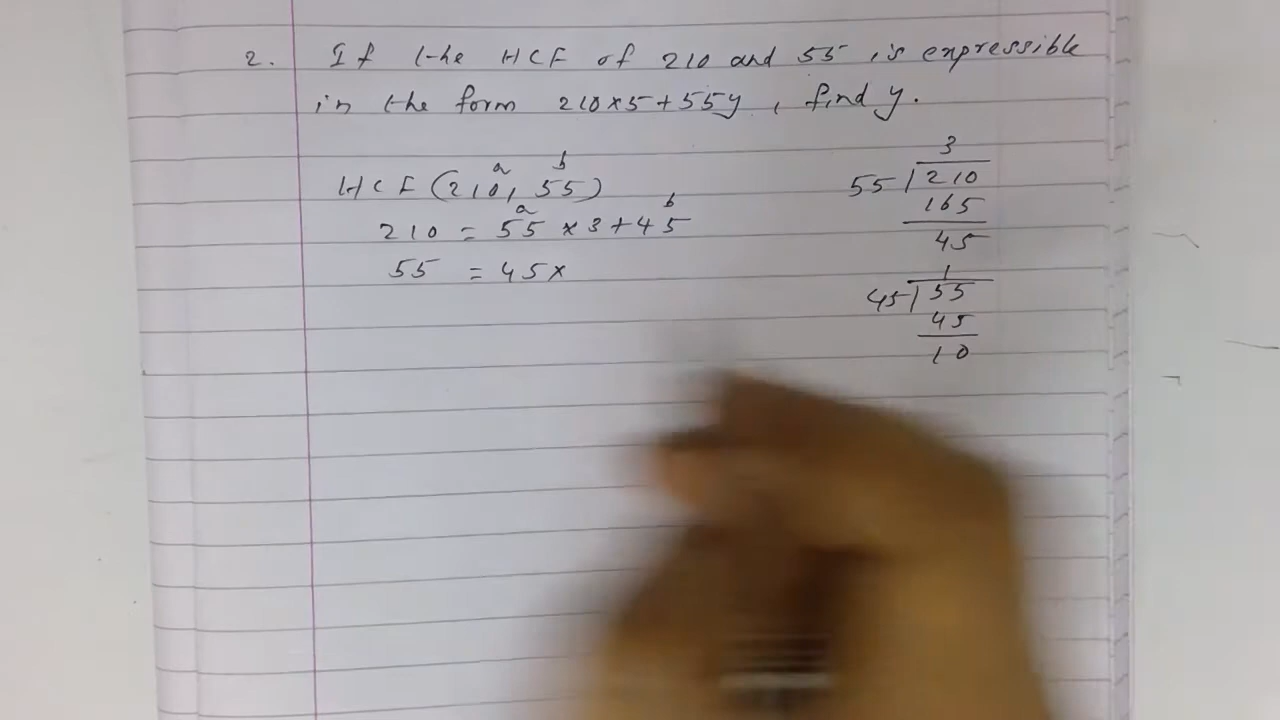 2. If the HCF of 210 and 55 is expressible
in the form 210×5+55y, find y.
a b
HCF(210, 55)
a b
210 = 55 × 3 + 45
55 = 45×
3
55 210
165
45
1
45 55
45
10